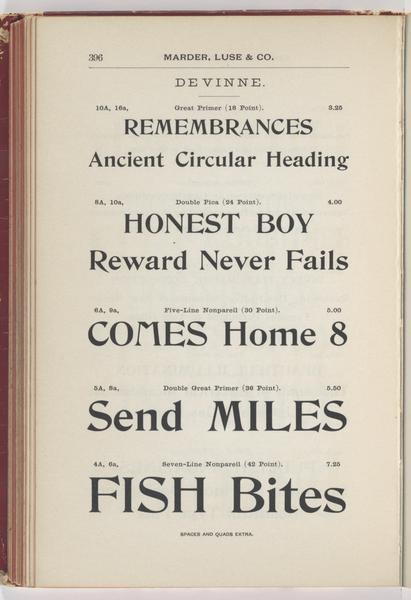 396
MARDER, LUSE & CO.
DEVINNE.
10A, 16a, Great Primer (18 Point). 3.25
REMEMBRANCES
Ancient Circular Heading
8A, 10a, Double Pica (24 Point). 4.00
HONEST BOY
Reward Never Fails
6A, 9a, Five-Line Nonpareil (30 Point). 5.00
COMES Home 8
5A, 8a, Double Great Primer (36 Point). 5.50
Send MILES
4A, 6a, Seven-Line Nonpareil (42 Point). 7.25
FISH Bites
SPACES AND QUADS EXTRA.